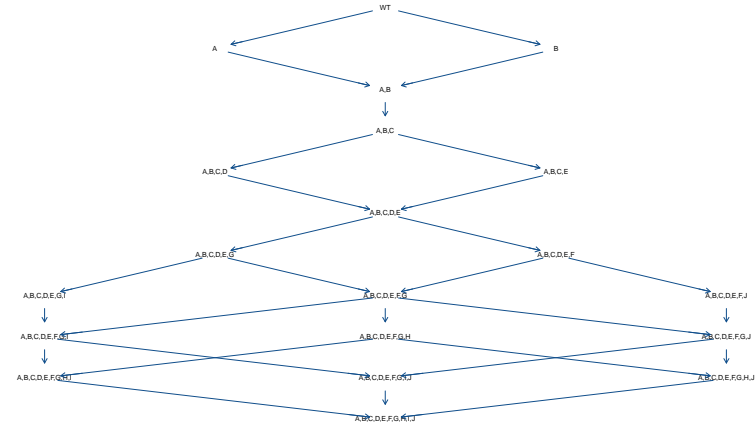 WT
A
B
A,B
A,B,C
A,B,C,D
A,B,C,E
A,B,C,D,E
A,B,C,D,E,G
A,B,C,D,E,F
A,B,C,D,E,G,I
A,B,C,D,E,F,G
A,B,C,D,E,F,J
A,B,C,D,E,F,G,I
A,B,C,D,E,F,G,H
A,B,C,D,E,F,G,J
A,B,C,D,E,F,G,H,I
A,B,C,D,E,F,G,I,J
A,B,C,D,E,F,G,H,J
A,B,C,D,E,F,G,H,I,J